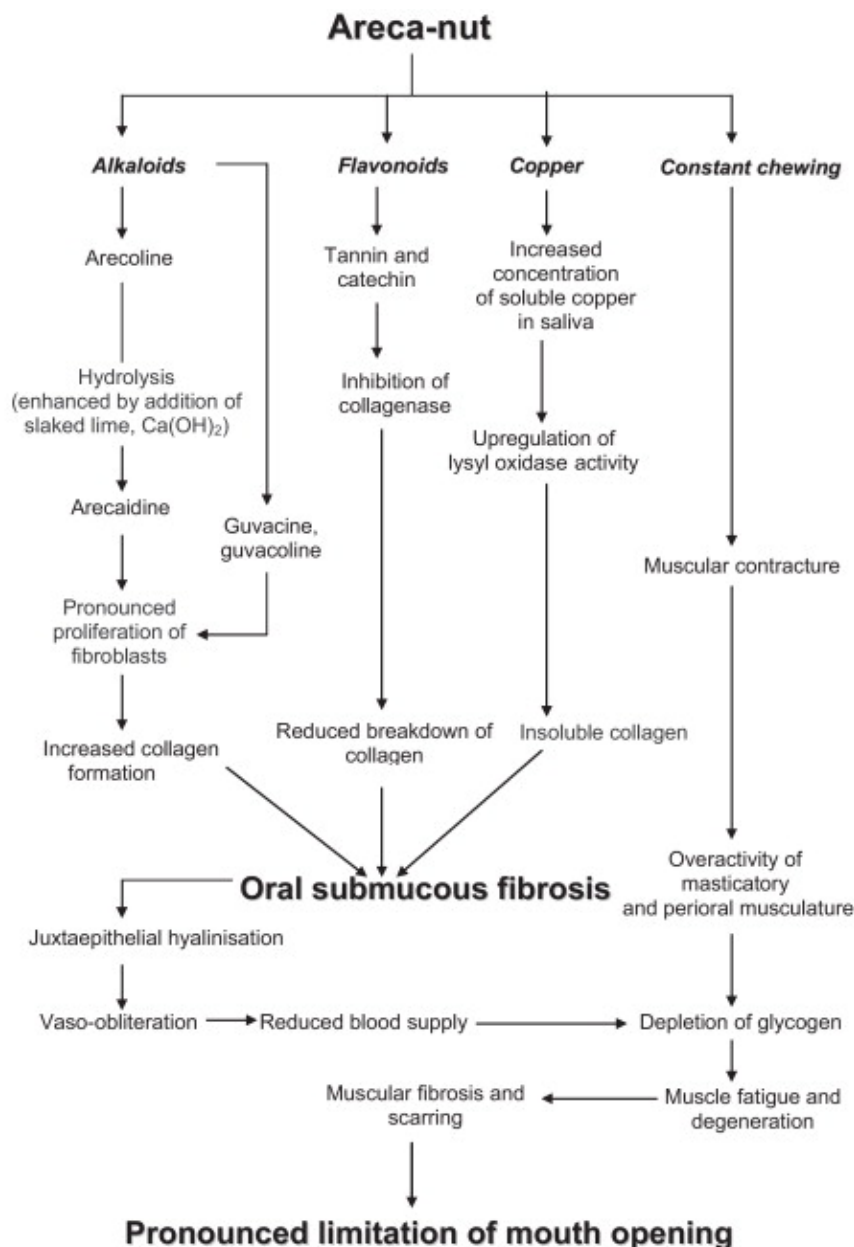 Areca-nut
Alkaloids
Flavonoids
Copper
Constant chewing
Arecoline
Hydrolysis
(enhanced by addition of
slaked lime, Ca(OH)₂)
Arecaidine
Guvacine,
guvacoline
Pronounced
proliferation of
fibroblasts
Increased collagen
formation
Tannin and
catechin
Inhibition of
collagenase
Reduced breakdown of
collagen
Increased
concentration
of soluble copper
in saliva
Upregulation of
lysyl oxidase activity
Insoluble collagen
Muscular contracture
Overactivity of
masticatory
and perioral musculature
Oral submucous fibrosis
Juxtaepithelial hyalinisation
Vaso-obliteration
Reduced blood supply
Depletion of glycogen
Muscle fatigue and
degeneration
Muscular fibrosis and
scarring
Pronounced limitation of mouth opening